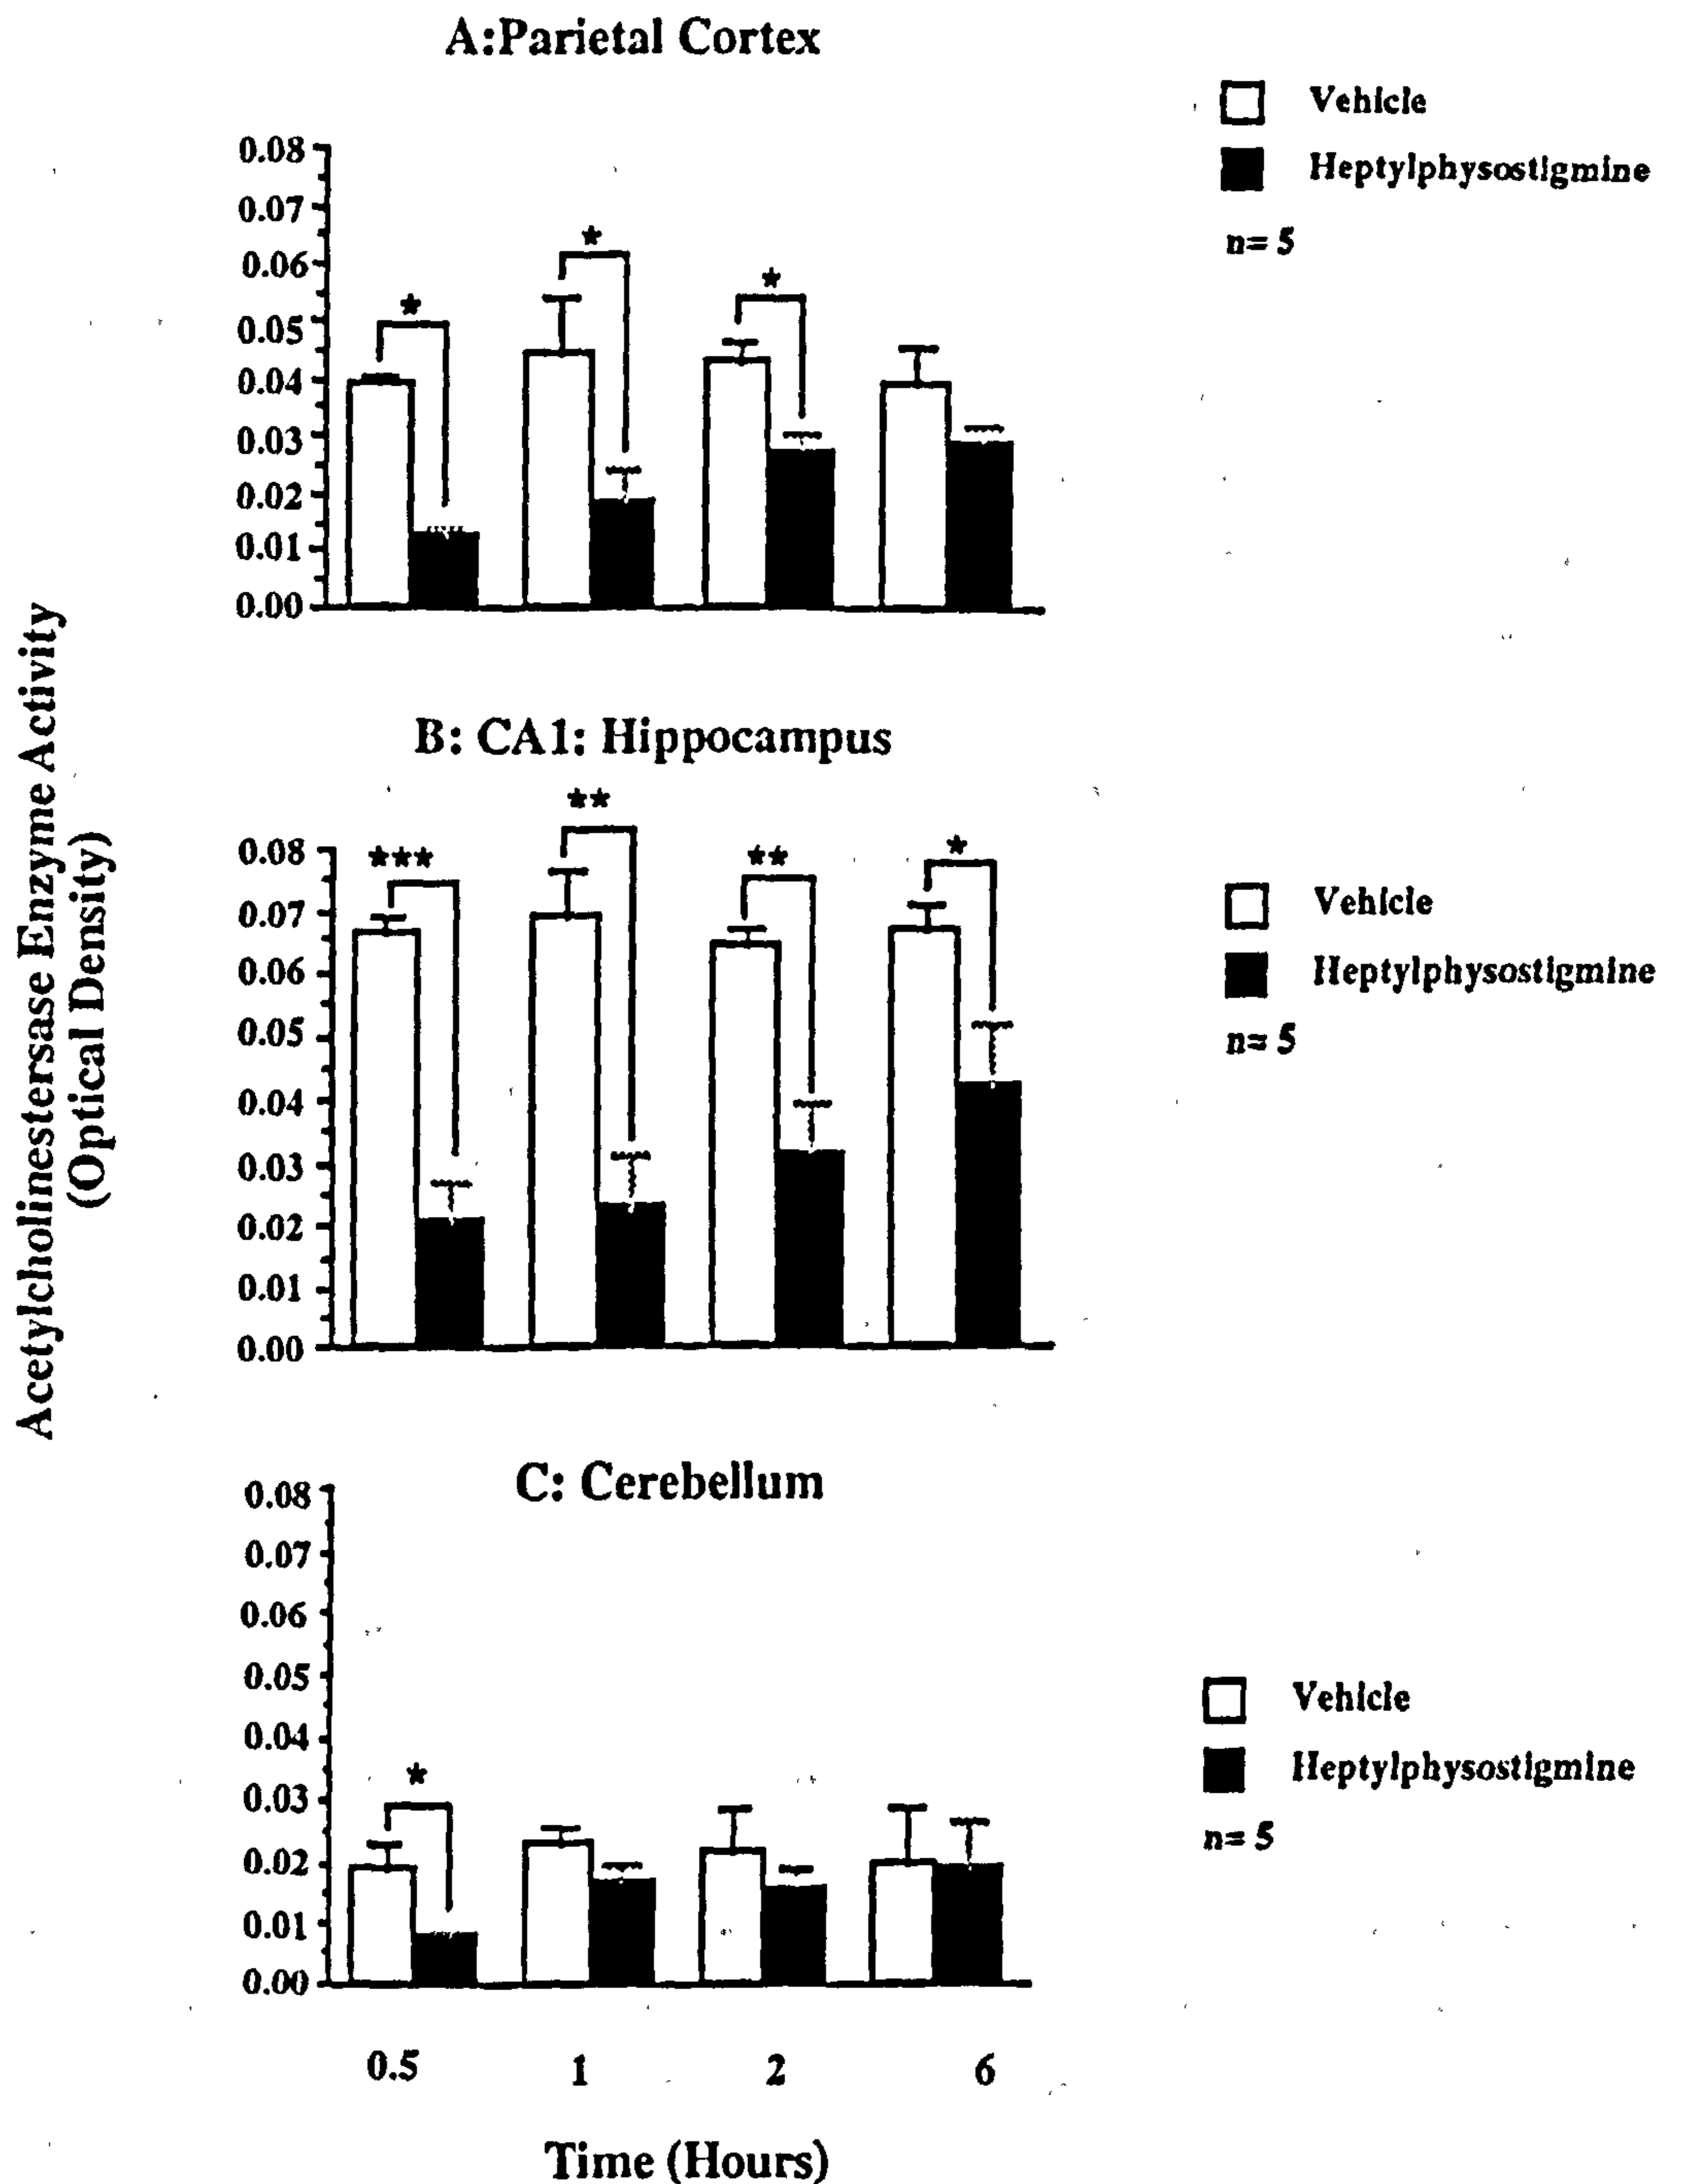 A:Parietal Cortex
Vehicle
Heptylphysostigmine
n= 5
0.08
0.07
0.06
0.05
0.04
0.03
0.02
0.01
0.00
*
*
*
Acetylcholinestersase Enzyme Activity
(Optical Density)
B: CA1: Hippocampus
Vehicle
Heptylphysostigmine
n= 5
0.08
0.07
0.06
0.05
0.04
0.03
0.02
0.01
0.00
***
**
**
*
C: Cerebellum
Vehicle
Heptylphysostigmine
n= 5
0.08
0.07
0.06
0.05
0.04
0.03
0.02
0.01
0.00
*
0.5 1 2 6
Time (Hours)